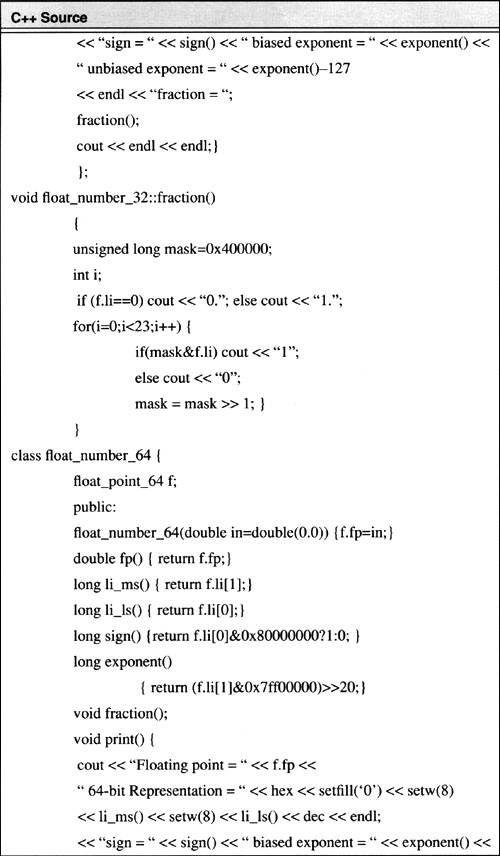 C++ Source
<< “sign = “ << sign() << “ biased exponent = “ << exponent() <<
“ unbiased exponent = “ << exponent()–127
<< endl << “fraction = “;
fraction();
cout << endl << endl;}
};
void float_number_32::fraction()
{
unsigned long mask=0x400000;
int i;
if (f.li==0) cout << “0.”; else cout << “1.”;
for(i=0;i<23;i++) {
if(mask&f.li) cout << “1”;
else cout << “0”;
mask = mask >> 1; }
}
class float_number_64 {
float_point_64 f;
public:
float_number_64(double in=double(0.0)) {f.fp=in;}
double fp() { return f.fp;}
long li_ms() { return f.li[1];}
long li_ls() { return f.li[0];}
long sign() {return f.li[0]&0x80000000?1:0; }
long exponent()
{ return (f.li[1]&0x7ff00000)>>20;}
void fraction();
void print() {
cout << “Floating point = “ << f.fp <<
“ 64-bit Representation = “ << hex << setfill(‘0’) << setw(8)
<< li_ms() << setw(8) << li_ls() << dec << endl;
<< “sign = “ << sign() << “ biased exponent = “ << exponent() <<